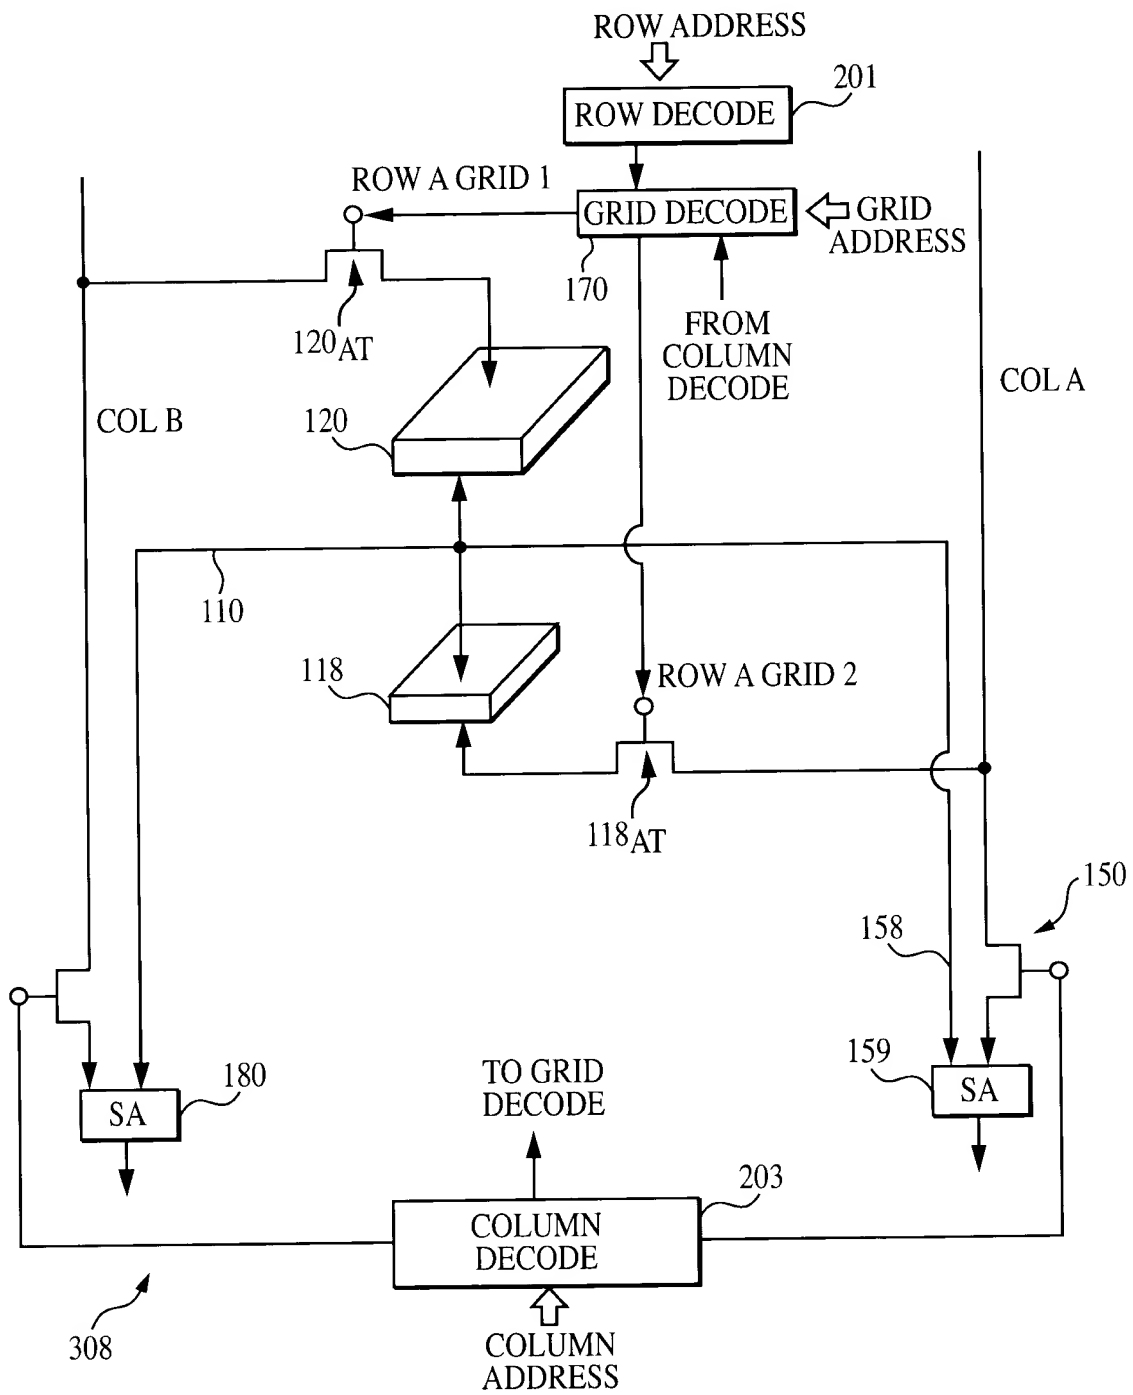 ROW ADDRESS
201
ROW DECODE
ROW A GRID 1
GRID DECODE
GRID
ADDRESS
170
120AT
FROM
COLUMN
DECODE
COL A
COL B
120
110
118
ROW A GRID 2
118AT
150
158
159
SA
180
SA
TO GRID
DECODE
203
COLUMN
DECODE
308
COLUMN
ADDRESS